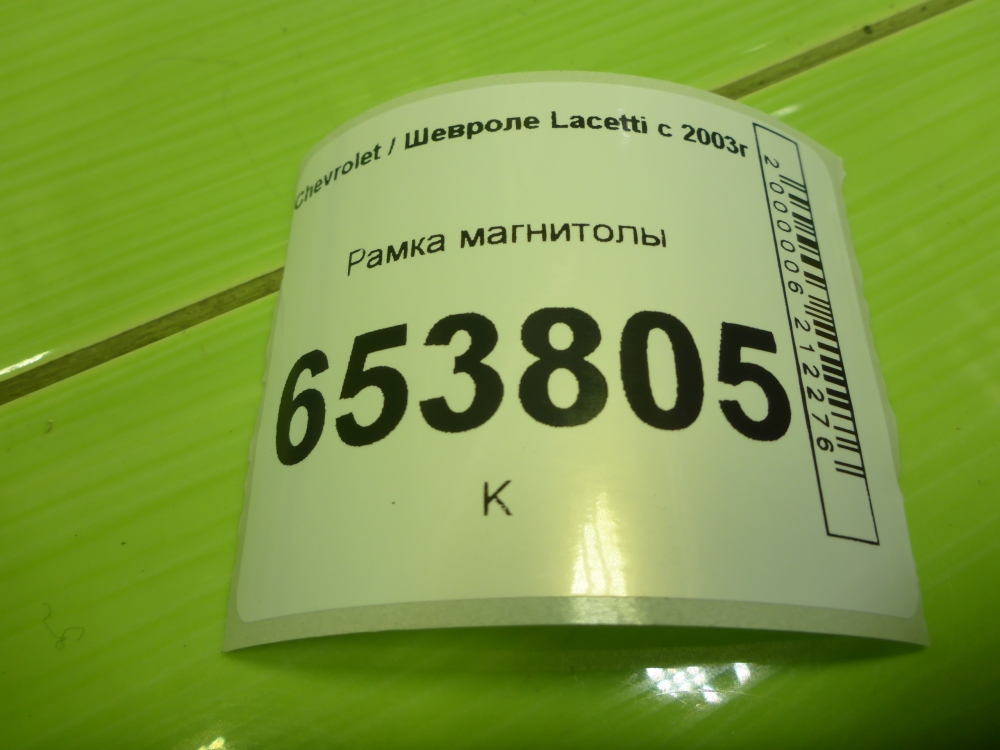 Chevrolet / Шевроле Lacetti с 2003г
Рамка магнитолы
653805
К
2000006212276